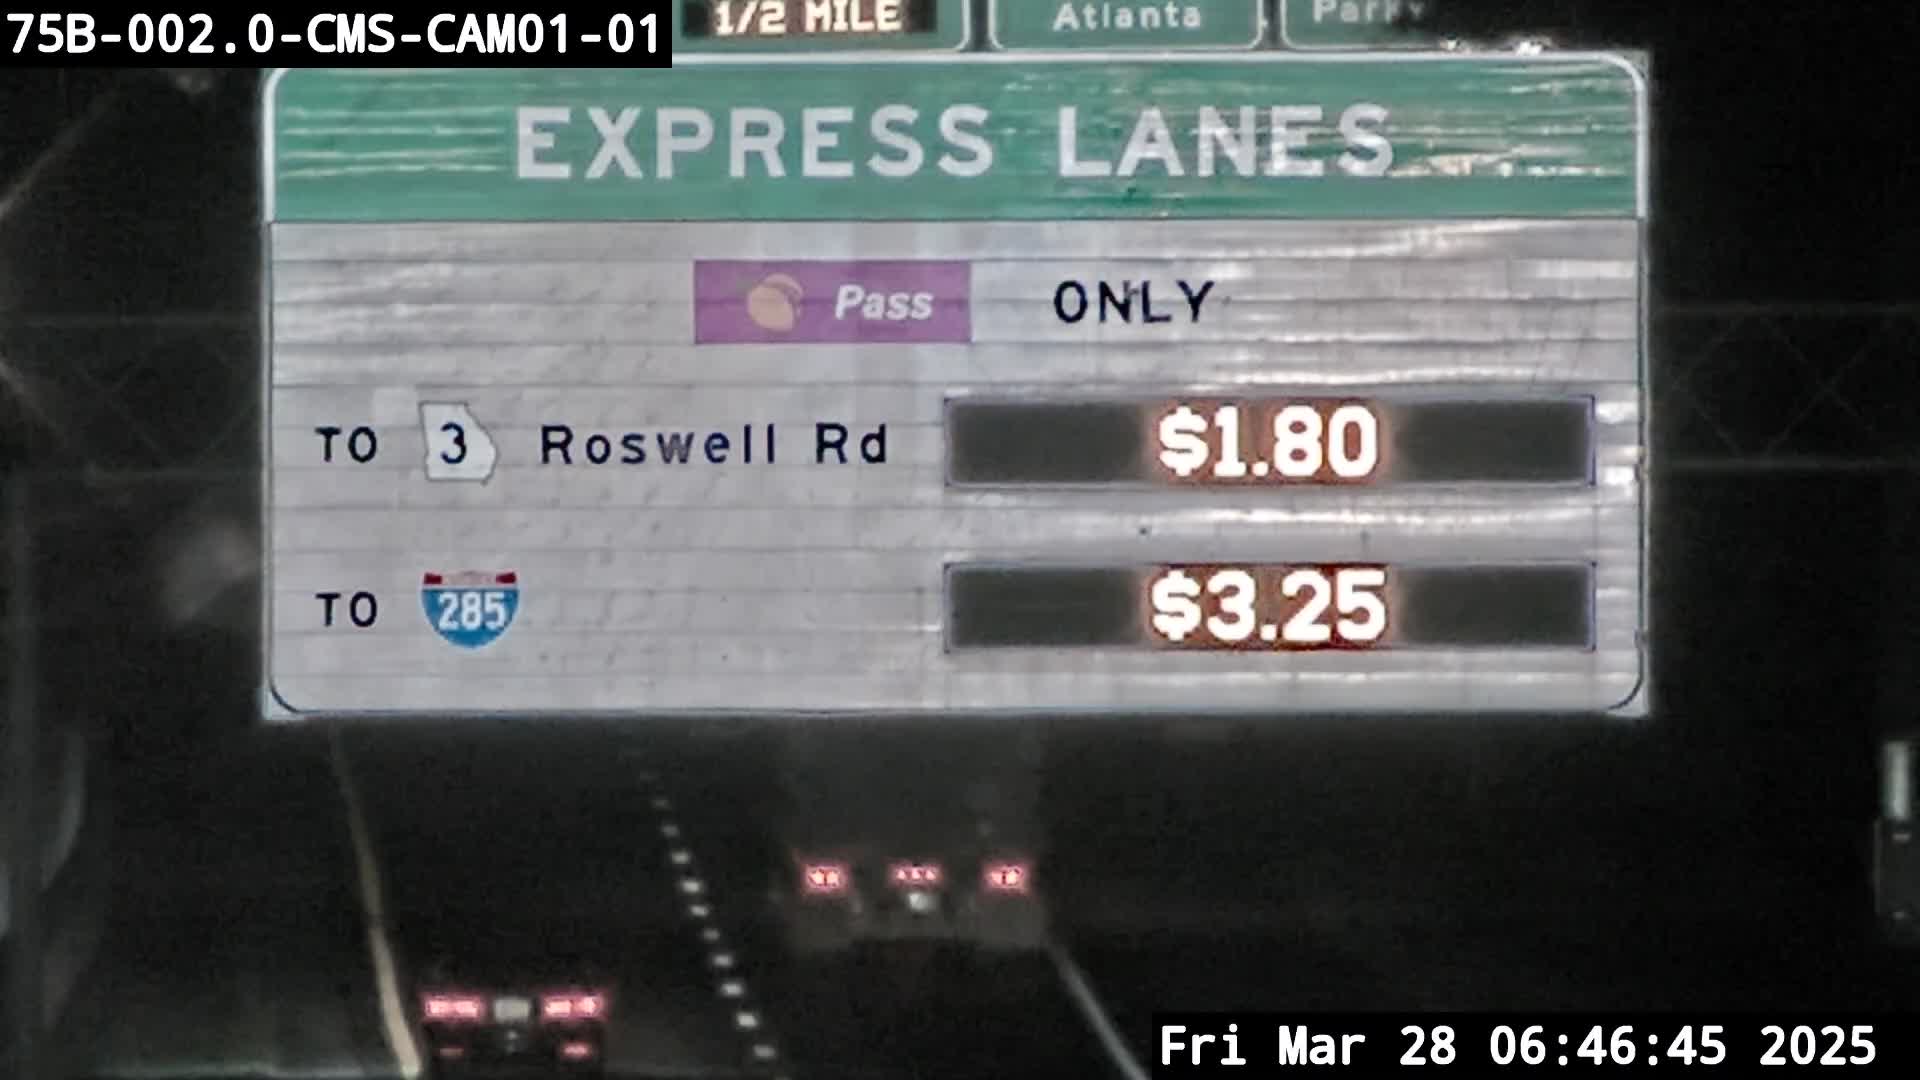 75B-002.0-CMS-CAM01-01
1/2 MILE
Atlanta
EXPRESS LANES
Pass ONLY
TO 3 Roswell Rd $1.80
TO 285 $3.25
Fri Mar 28 06:46:45 2025